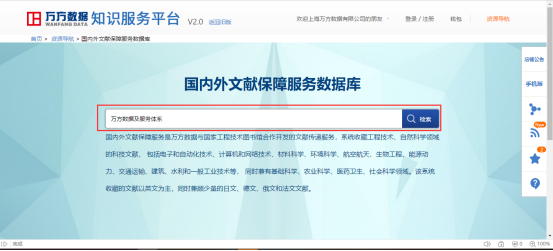 万方数据 知识服务平台 V2.0 返回旧版
WANFANG DATA
欢迎上海万方数据有限公司的朋友 登录 / 注册 钱包 资源导航
首页 > 资源导航 > 国内外文献保障服务数据库
国内外文献保障服务数据库
万方数据及服务体系 检索
国内外文献保障服务是万方数据与国家工程技术图书馆合作开发的文献传递服务，系统收藏工程技术、自然科学领域
的科技文献，包括电子和自动化技术、计算机和网络技术、材料科学、环境科学、航空航天、生物工程、能源动
力、交通运输、建筑、水利和一般工业技术等，同时兼有基础科学、农业科学、医药卫生、社会科学领域。该系统
收藏的文献以英文为主，同时兼顾少量的日文、德文、俄文和法文文献。
店铺公告
手机版
New
2
完成
0
100%